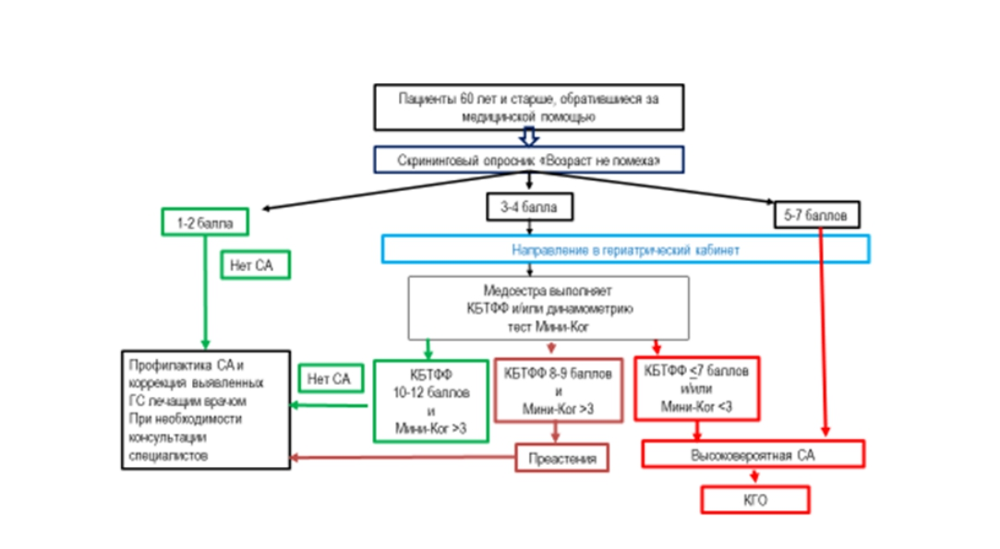 Пациенты 60 лет и старше, обратившиеся за
медицинской помощью
Скрининговый опросник «Возраст не помеха»
1-2 балла
3-4 балла
5-7 баллов
Нет СА
Направление в гериатрический кабинет
Медсестра выполняет
КБТФФ и/или динамометрию
тест Мини-Ког
Профилактика СА и
коррекция выявленных
ГС лечащим врачом
При необходимости
консультации
специалистов
Нет СА
КБТФФ
10-12 баллов
и
Мини-Ког >3
КБТФФ 8-9 баллов
и
Мини-Ког >3
КБТФФ ≤7 баллов
и/или
Мини-Ког <3
Преастения
Высоковероятная СА
КГО